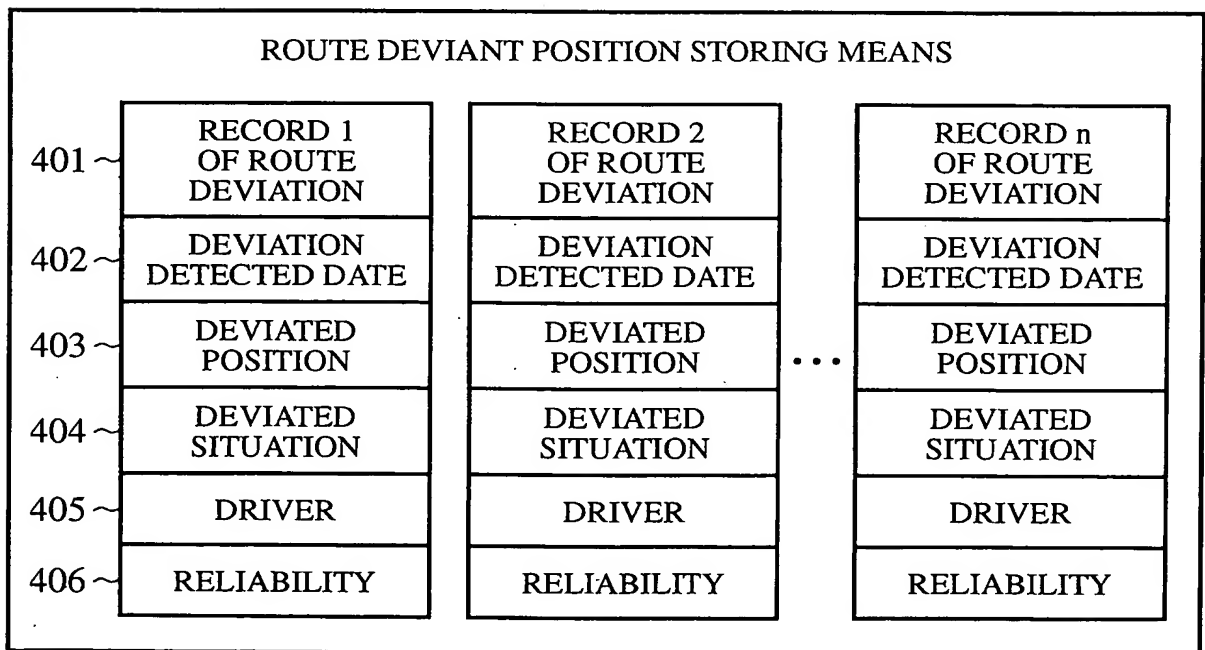 ROUTE DEVIANT POSITION STORING MEANS
401
RECORD 1
OF ROUTE
DEVIATION
RECORD 2
OF ROUTE
DEVIATION
RECORD n
OF ROUTE
DEVIATION
402
DEVIATION
DETECTED DATE
DEVIATION
DETECTED DATE
DEVIATION
DETECTED DATE
403
DEVIATED
POSITION
DEVIATED
POSITION
...
DEVIATED
POSITION
404
DEVIATED
SITUATION
DEVIATED
SITUATION
DEVIATED
SITUATION
405
DRIVER
DRIVER
DRIVER
406
RELIABILITY
RELIABILITY
RELIABILITY